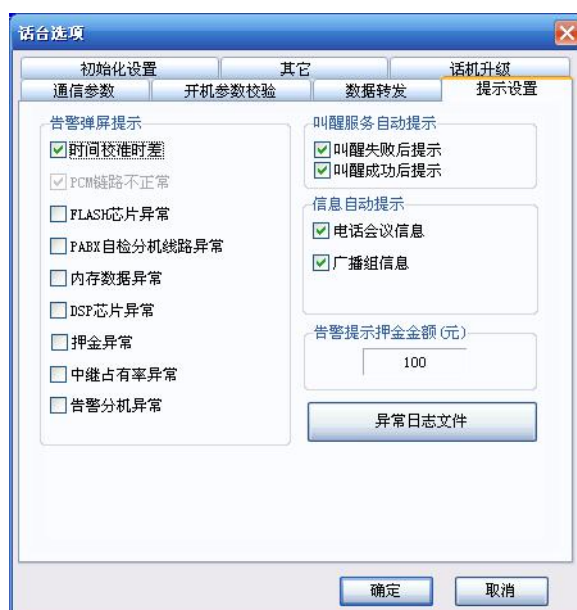 话台选项
初始化设置 其它 话机升级
通信参数 开机参数校验 数据转发 提示设置
告警弹屏提示
时间校准时差
PCM链路不正常
FLASH芯片异常
PABX自检分机线路异常
内存数据异常
DSP芯片异常
押金异常
中继占有率异常
告警分机异常
叫醒服务自动提示
叫醒失败后提示
叫醒成功后提示
信息自动提示
电话会议信息
广播组信息
告警提示押金金额(元)
100
异常日志文件
确定 取消